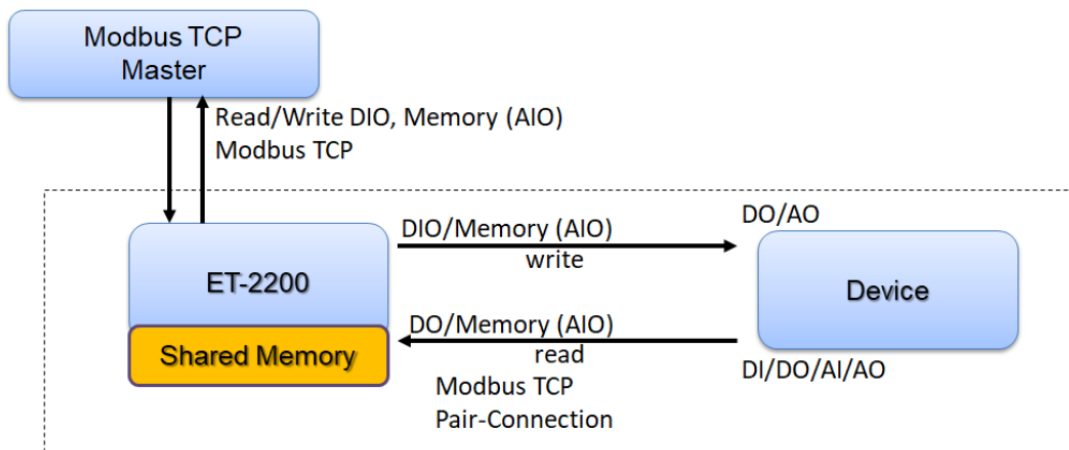 Modbus TCP
Master
Read/Write DIO, Memory (AIO)
Modbus TCP
DIO/Memory (AIO)
write
DO/AO
ET-2200
Device
Shared Memory
DO/Memory (AIO)
read
DI/DO/AI/AO
Modbus TCP
Pair-Connection